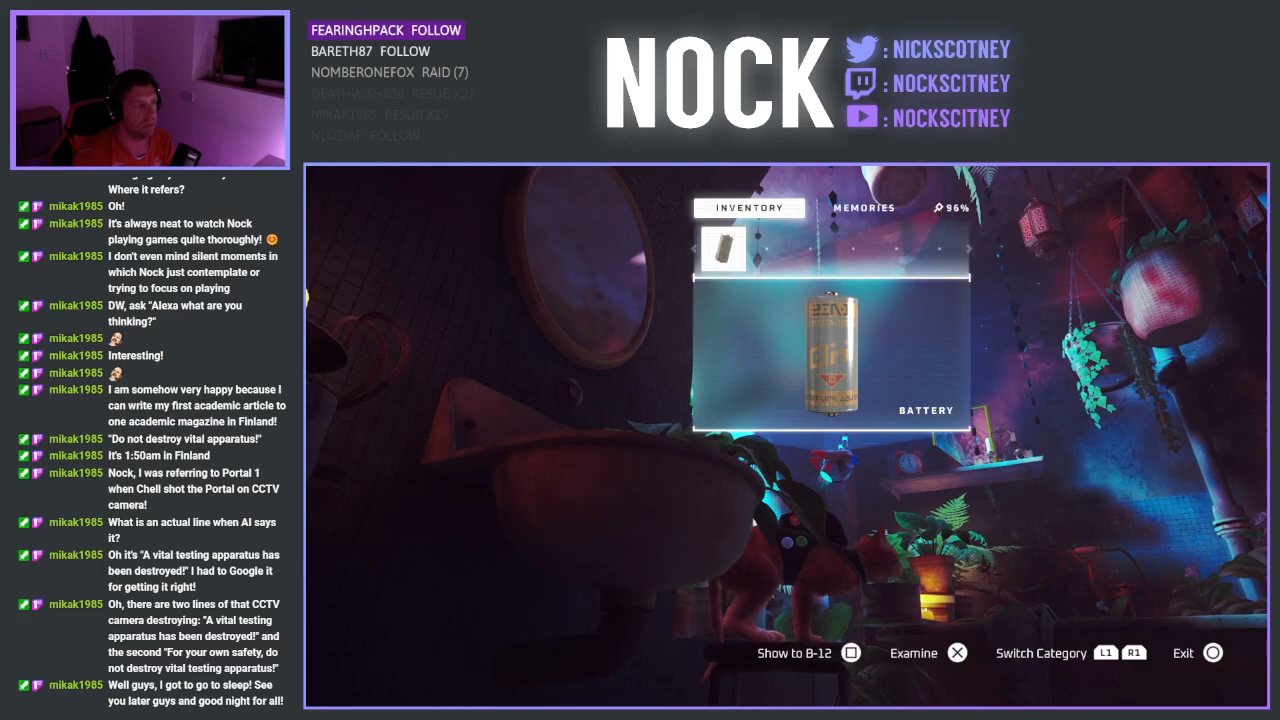 FEARINGHPACK FOLLOW
BARETH87 FOLLOW
NOMBERONEFOX RAID (7)
DEATHWISH808 RESUB X27
MIKAK1985 RESUB X19
FOLLOW
NOCK
: NICKSCOTNEY
: NOCKSCITNEY
: NOCKSCITNEY
Where it refers?
mikak1985 Oh!
mikak1985 It's always neat to watch Nock
playing games quite thoroughly!
mikak1985 I don't even mind silent moments in
which Nock just contemplate or
trying to focus on playing
mikak1985 DW, ask "Alexa what are you
thinking?"
mikak1985
mikak1985 Interesting!
mikak1985
mikak1985 I am somehow very happy because I
can write my first academic article to
one academic magazine in Finland!
mikak1985 "Do not destroy vital apparatus!"
mikak1985 It's 1:50am in Finland
mikak1985 Nock, I was referring to Portal 1
when Chell shot the Portal on CCTV
camera!
mikak1985 What is an actual line when AI says
it?
mikak1985 Oh it's "A vital testing apparatus has
been destroyed!" I had to Google it
for getting it right!
mikak1985 Oh, there are two lines of that CCTV
camera destroying: "A vital testing
apparatus has been destroyed!" and
the second "For your own safety, do
not destroy vital testing apparatus!"
mikak1985 Well guys, I got to go to sleep! See
you later guys and good night for all!
INVENTORY MEMORIES 96%
BATTERY
Show to B-12 Examine Switch Category L1 R1 Exit